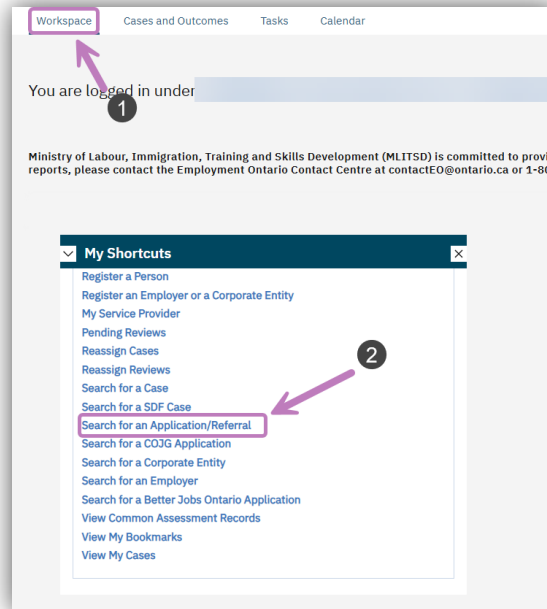 Workspace Cases and Outcomes Tasks Calendar
You are logged in under
1
Ministry of Labour, Immigration, Training and Skills Development (MLITSD) is committed to
reports, please contact the Employment Ontario Contact Centre at contactEO@ontario.ca or
My Shortcuts
Register a Person
Register an Employer or a Corporate Entity
My Service Provider
Pending Reviews
Reassign Cases
Reassign Reviews
2
Search for a Case
Search for a SDF Case
Search for an Application/Referral
Search for a COJG Application
Search for a Corporate Entity
Search for an Employer
Search for a Better Jobs Ontario Application
View Common Assessment Records
View My Bookmarks
View My Cases